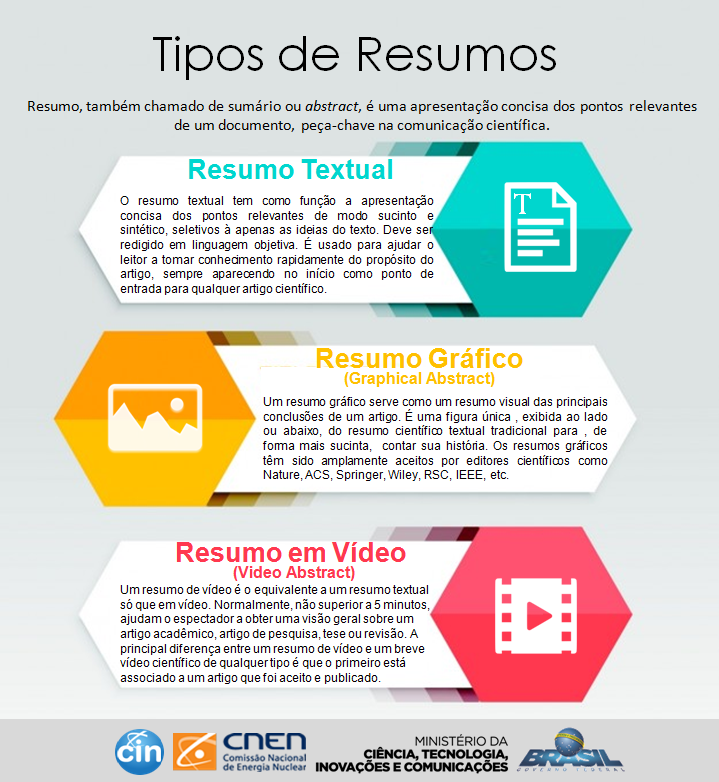 Tipos de Resumos
Resumo, também chamado de sumário ou abstract, é uma apresentação concisa dos pontos relevantes
de um documento, peça-chave na comunicação científica.
Resumo Textual
O resumo textual tem como função a apresentação
concisa dos pontos relevantes de modo sucinto e
sintético, seletivos à apenas as ideias do texto. Deve ser
redigido em linguagem objetiva. É usado para ajudar o
leitor a tomar conhecimento rapidamente do propósito do
artigo, sempre aparecendo no início como ponto de
entrada para qualquer artigo científico.
T
Resumo Gráfico
(Graphical Abstract)
Um resumo gráfico serve como um resumo visual das principais
conclusões de um artigo. É uma figura única , exibida ao lado
ou abaixo, do resumo científico textual tradicional para , de
forma mais sucinta, contar sua história. Os resumos gráficos
têm sido amplamente aceitos por editores científicos como
Nature, ACS, Springer, Wiley, RSC, IEEE, etc.
Resumo em Vídeo
(Video Abstract)
Um resumo de vídeo é o equivalente a um resumo textual
só que em vídeo. Normalmente, não superior a 5 minutos,
ajudam o espectador a obter uma visão geral sobre um
artigo acadêmico, artigo de pesquisa, tese ou revisão. A
principal diferença entre um resumo de vídeo e um breve
vídeo científico de qualquer tipo é que o primeiro está
associado a um artigo que foi aceito e publicado.
cin
CNEN
Comissão Nacional
de Energia Nuclear
MINISTÉRIO DA
CIÊNCIA, TECNOLOGIA,
INOVAÇÕES E COMUNICAÇÕES
BRASIL
GOVERNO FEDERAL